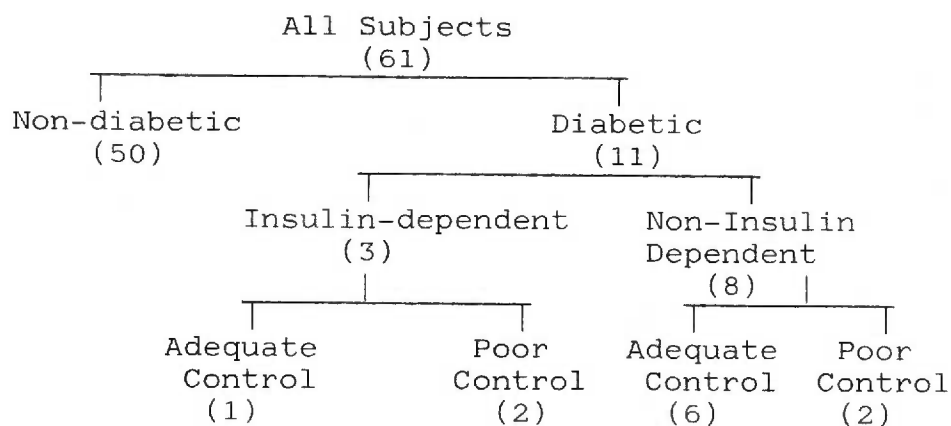 All Subjects
(61)
Non-diabetic
(50)
Diabetic
(11)
Insulin-dependent
(3)
Non-Insulin
Dependent
(8)
Adequate
Control
(1)
Poor
Control
(2)
Adequate
Control
(6)
Poor
Control
(2)